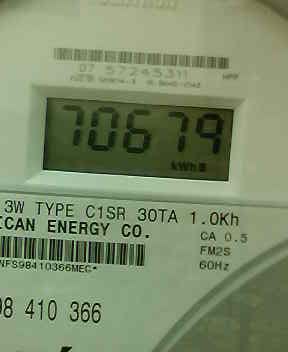 07 57245311
70679
kWh
3W TYPE C1SR 30TA 1.0Kh
ICAN ENERGY CO.
CA 0.5
FM2S
60Hz
NFS98410366MEC*
98 410 366